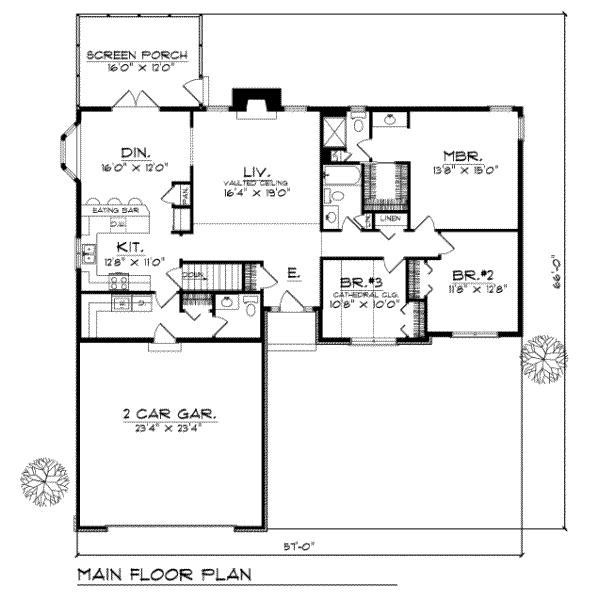 SCREEN PORCH
16'0" X 12'0"
DIN.
16'0" X 12'0"
LIV.
VAULTED CEILING
16'4" X 19'0"
MBR.
13'8" X 15'0"
PAN.
EATING BAR
D.W.
LINEN
KIT.
12'8" X 11'0"
DOWN
E.
BR. #3
CATHEDRAL CLG.
10'8" X 10'0"
BR. #2
11'8" X 12'8"
66'-0"
2 CAR GAR.
23'4" X 23'4"
57'-0"
MAIN FLOOR PLAN